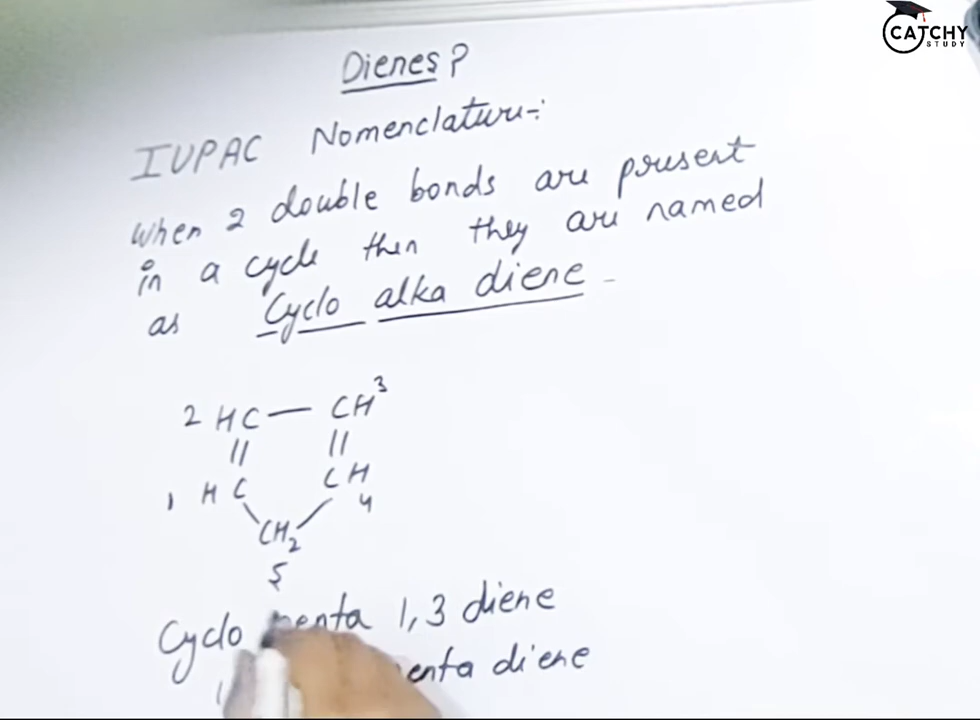 CATCHY
STUDY
Dienes?
IUPAC Nomenclature-:
When 2 double bonds are present
in a cycle then they are named
as Cyclo alka diene
2 HC — CH 3
|| ||
1 HC CH
4
CH2
5
Cyclo penta 1,3 diene
enta diene